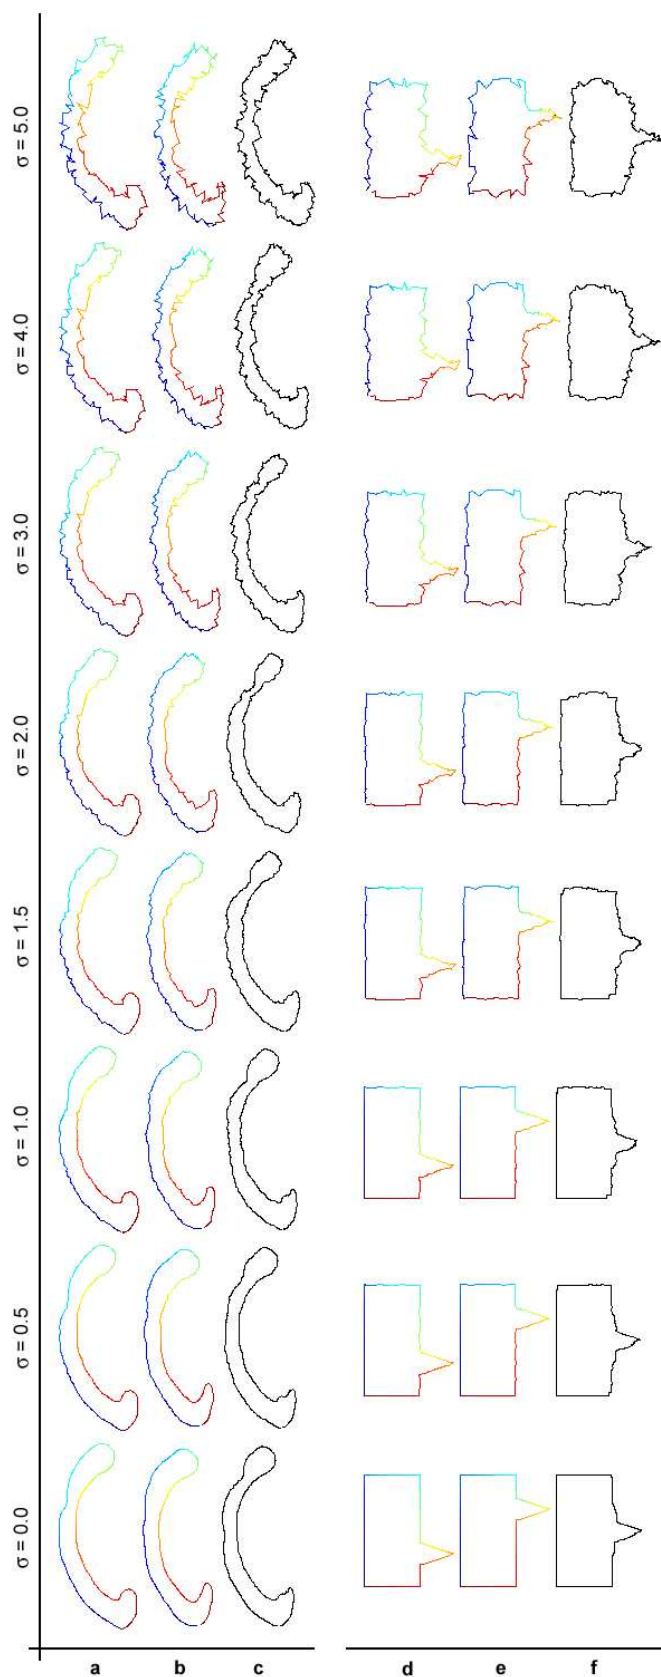 σ = 5.0
σ = 4.0
σ = 3.0
σ = 2.0
σ = 1.5
σ = 1.0
σ = 0.5
σ = 0.0
a b c d e f